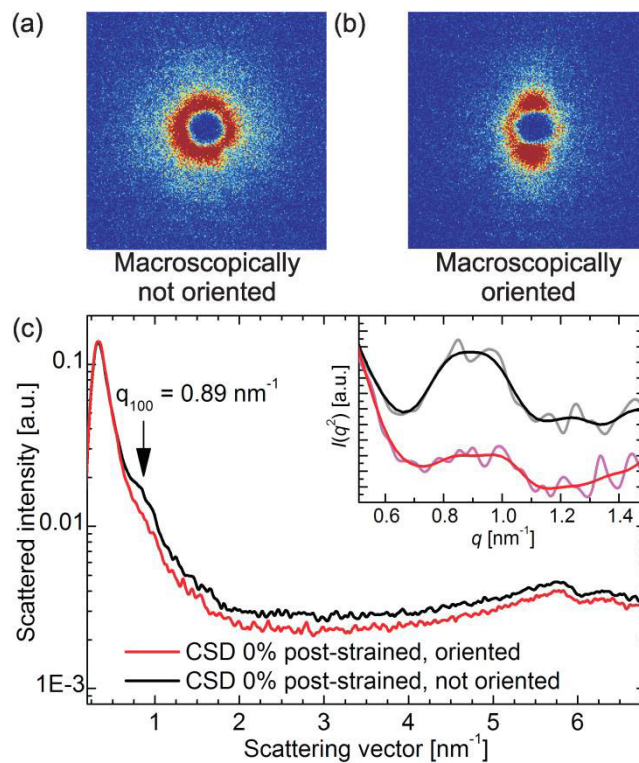 (a)
(b)
Macroscopically
not oriented
Macroscopically
oriented
(c)
0.1
0.01
1E-3
Scattered intensity [a.u.]
q₁₀₀ = 0.89 nm⁻¹
I(q²) [a.u.]
0.6 0.8 1.0 1.2 1.4
q [nm⁻¹]
CSD 0% post-strained, oriented
CSD 0% post-strained, not oriented
1 2 3 4 5 6
Scattering vector [nm⁻¹]